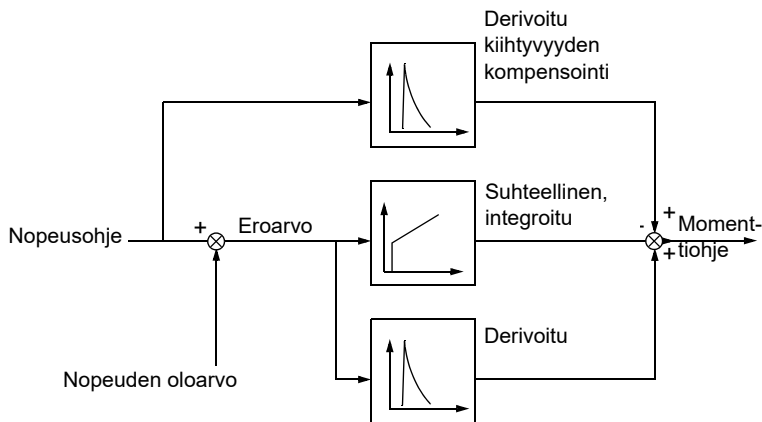 Derivoitu
kiihtyvyyden
kompensointi
Suhteellinen,
integroitu
+
Nopeusohje
+
Eroarvo
-
Moment-
+
tiohje
Derivoitu
Nopeuden oloarvo